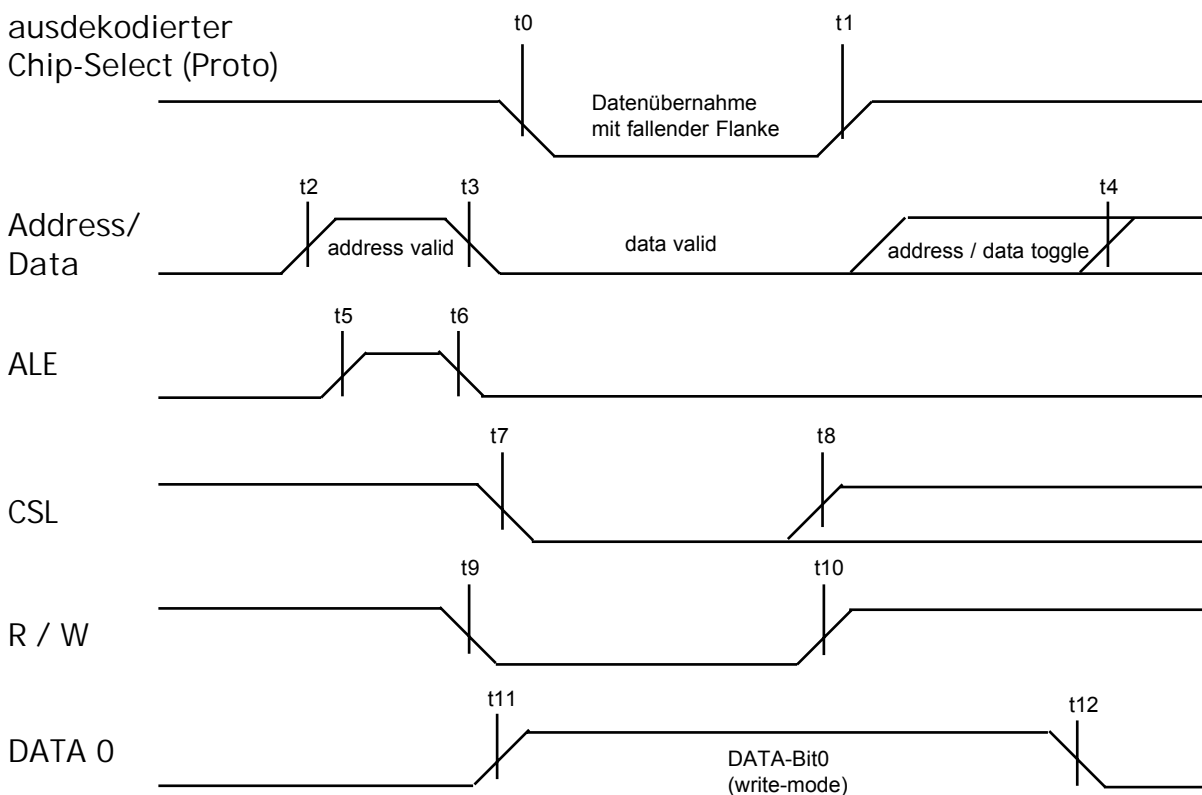 ausdekodierter
Chip-Select (Proto)
t0
t1
Datenübernahme
mit fallender Flanke
Address/
Data
t2
t3
t4
address valid
data valid
address / data toggle
ALE
t5
t6
CSL
t7
t8
R / W
t9
t10
DATA 0
t11
t12
DATA-Bit0
(write-mode)